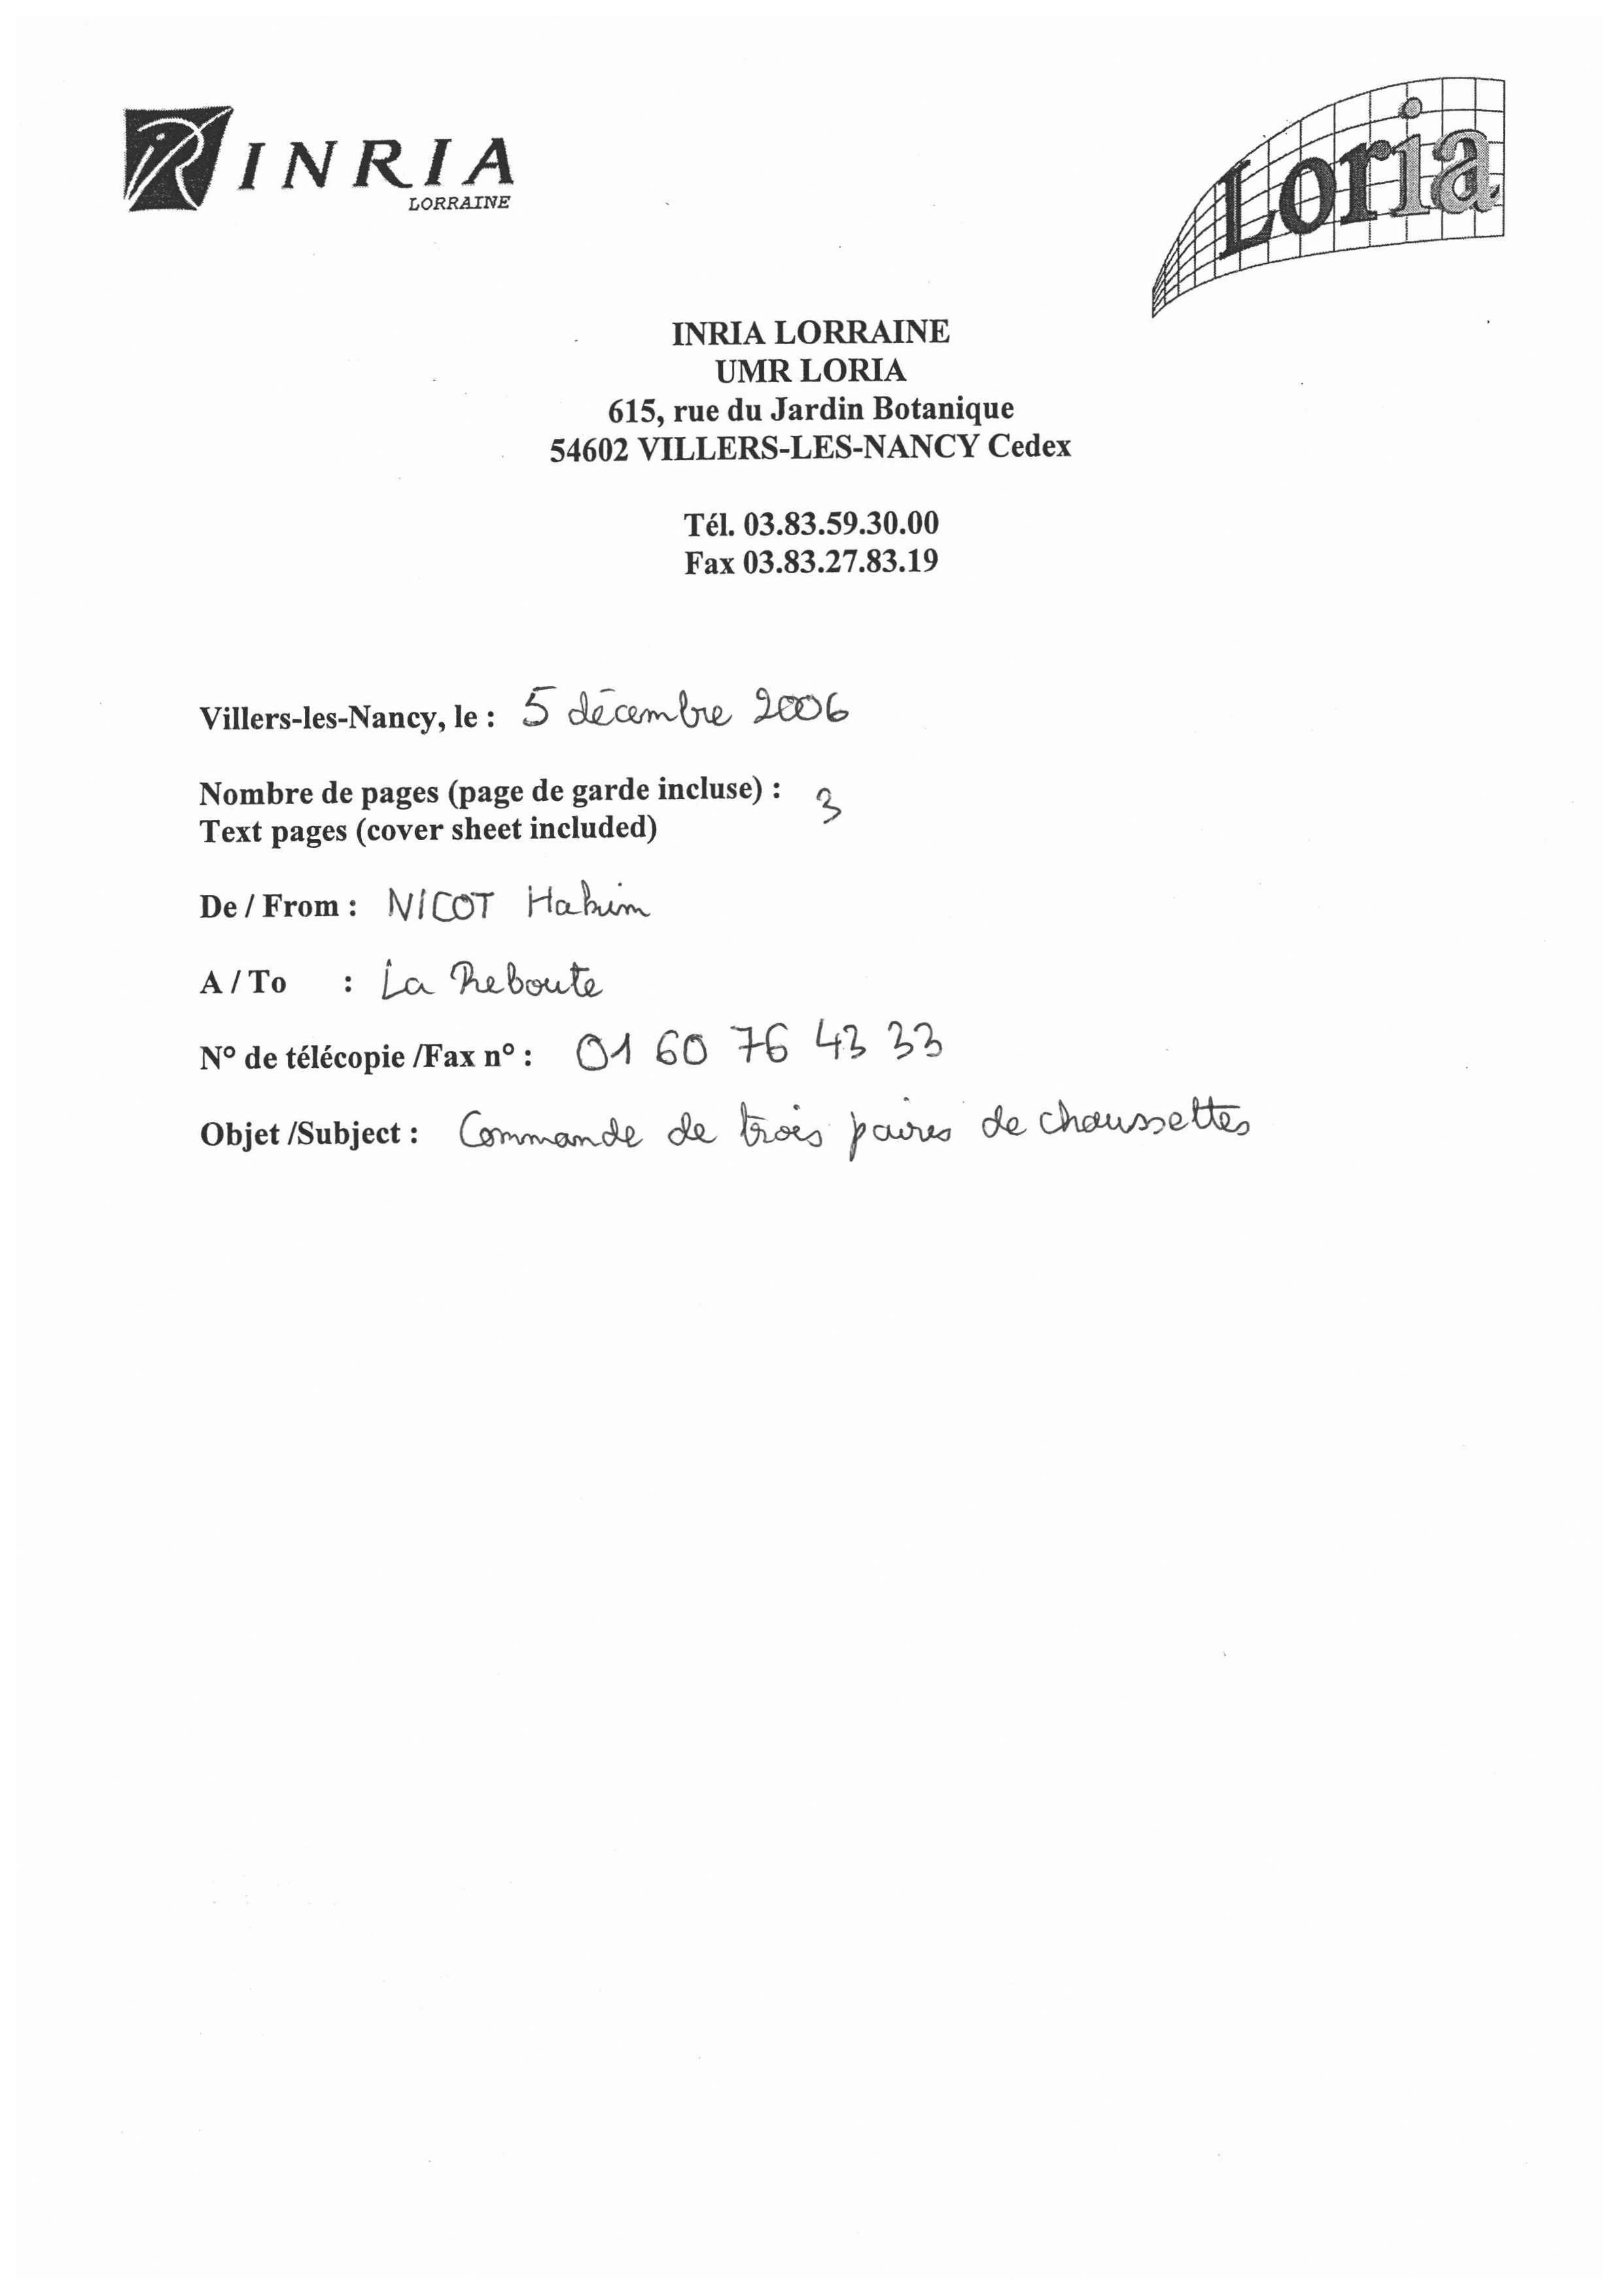 INRIA
LORRAINE
Loria
INRIA LORRAINE
UMR LORIA
615, rue du Jardin Botanique
54602 VILLERS-LES-NANCY Cedex
Tél. 03.83.59.30.00
Fax 03.83.27.83.19
Villers-les-Nancy, le : 5 décembre 2006
Nombre de pages (page de garde incluse) : 3
Text pages (cover sheet included)
De / From : NICOT Hakim
A / To : La Reboute
N° de télécopie /Fax n° : 01 60 76 43 33
Objet /Subject : Commande de trois paires de chaussettes